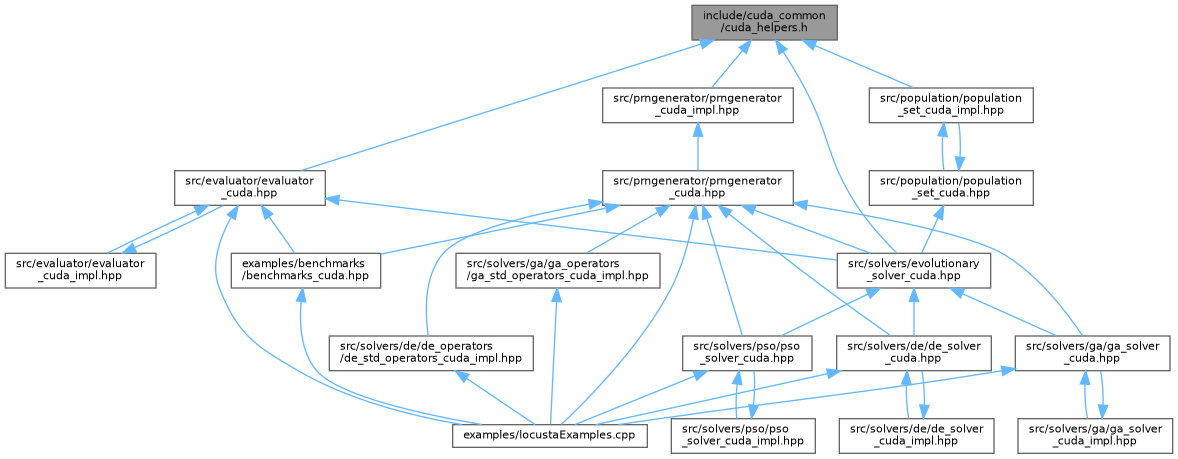 include/cuda_common
/cuda_helpers.h
src/prngenerator/prngenerator
_cuda_impl.hpp
src/population/population
_set_cuda_impl.hpp
src/evaluator/evaluator
_cuda.hpp
src/prngenerator/prngenerator
_cuda.hpp
src/population/population
_set_cuda.hpp
src/evaluator/evaluator
_cuda_impl.hpp
examples/benchmarks
/benchmarks_cuda.hpp
src/solvers/ga/ga_operators
/ga_std_operators_cuda_impl.hpp
src/solvers/evolutionary
_solver_cuda.hpp
src/solvers/de/de_operators
/de_std_operators_cuda_impl.hpp
src/solvers/pso/pso
_solver_cuda.hpp
src/solvers/de/de_solver
_cuda.hpp
src/solvers/ga/ga_solver
_cuda.hpp
examples/locustaExamples.cpp
src/solvers/pso/pso
_solver_cuda_impl.hpp
src/solvers/de/de_solver
_cuda_impl.hpp
src/solvers/ga/ga_solver
_cuda_impl.hpp